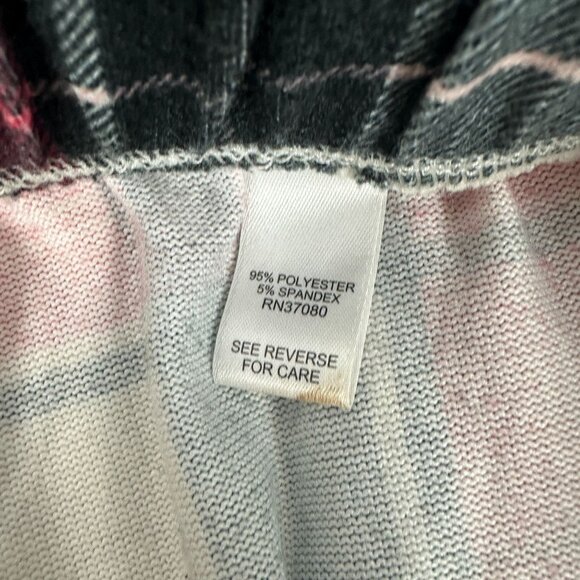 95% POLYESTER
5% SPANDEX
RN37080
SEE REVERSE
FOR CARE